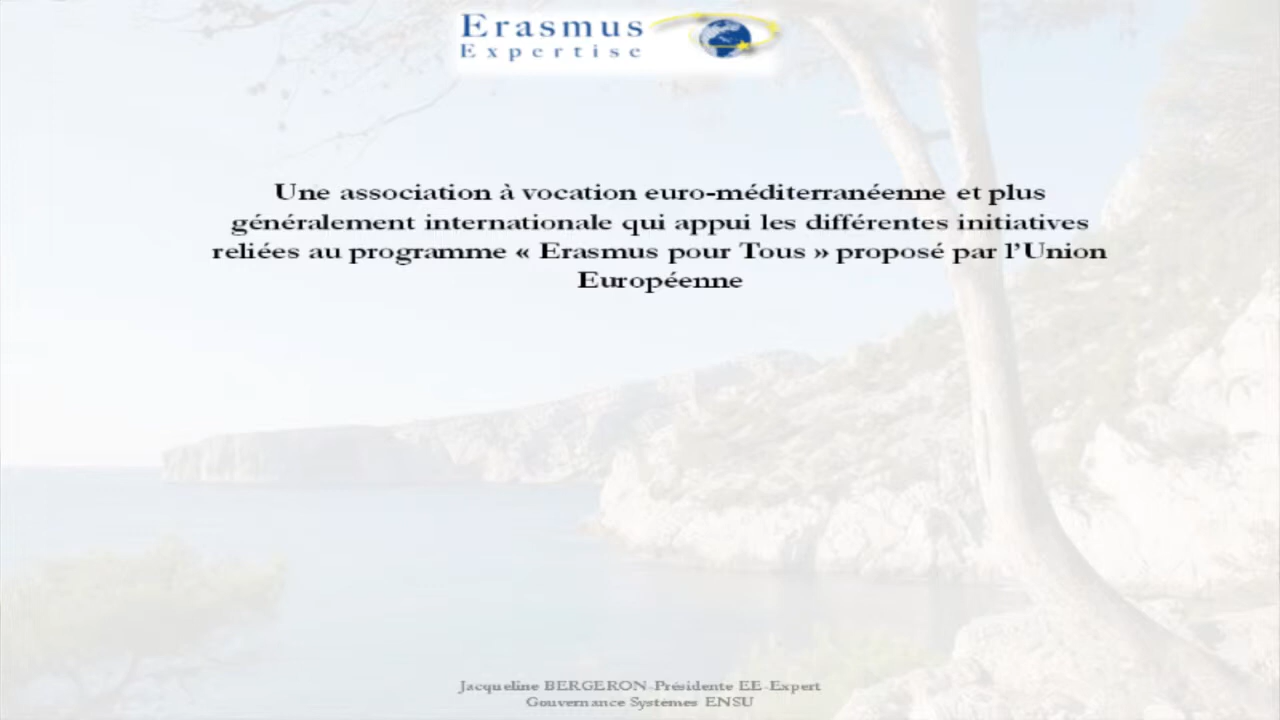 Erasmus
Expertise
Une association à vocation euro-méditerranéenne et plus
généralement internationale qui appui les différentes initiatives
reliées au programme « Erasmus pour Tous » proposé par l'Union
Européenne
Jacqueline BERGERON-Présidente EE-Expert
Gouvernance Systèmes ENSU